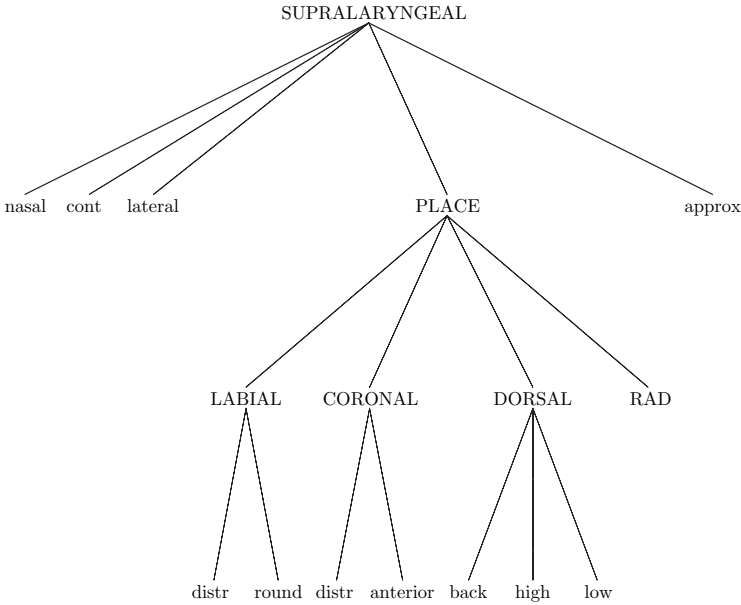 SUPRALARYNGEAL
nasal cont lateral PLACE approx
LABIAL CORONAL DORSAL RAD
distr round distr anterior back high low